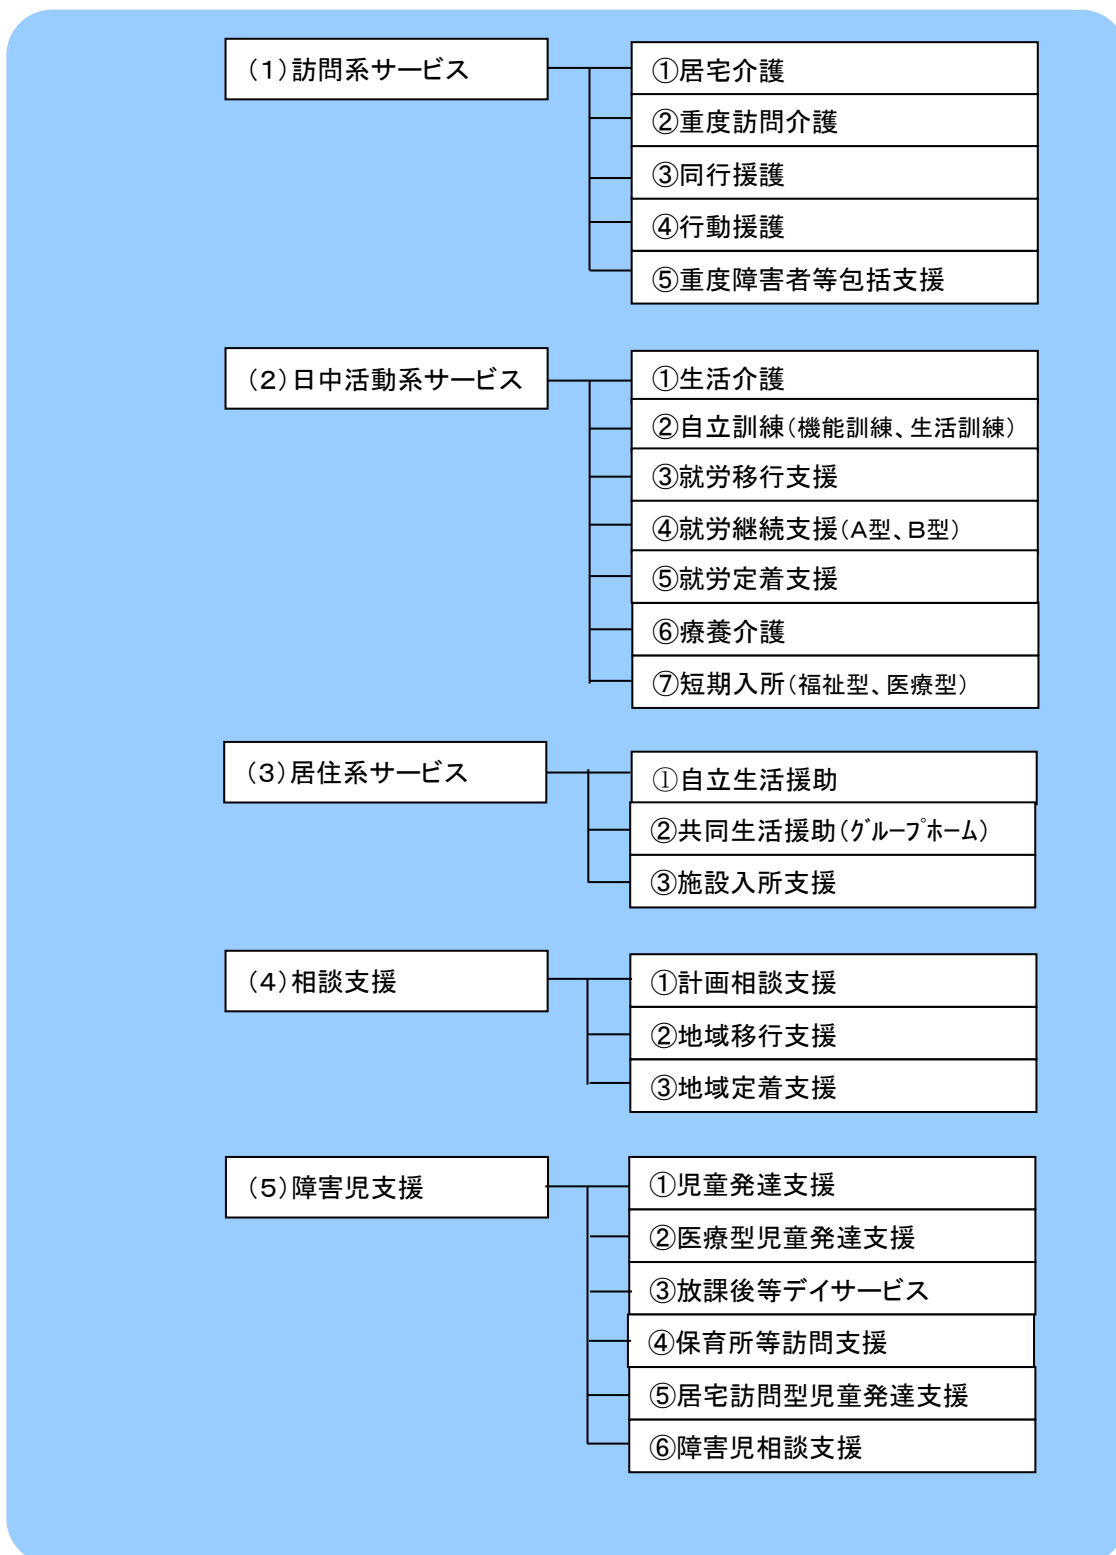 (1)訪問系サービス
①居宅介護
②重度訪問介護
③同行援護
④行動援護
⑤重度障害者等包括支援
(2)日中活動系サービス
①生活介護
②自立訓練(機能訓練、生活訓練)
③就労移行支援
④就労継続支援(A型、B型)
⑤就労定着支援
⑥療養介護
⑦短期入所(福祉型、医療型)
(3)居住系サービス
①自立生活援助
②共同生活援助(グループホーム)
③施設入所支援
(4)相談支援
①計画相談支援
②地域移行支援
③地域定着支援
(5)障害児支援
①児童発達支援
②医療型児童発達支援
③放課後等デイサービス
④保育所等訪問支援
⑤居宅訪問型児童発達支援
⑥障害児相談支援